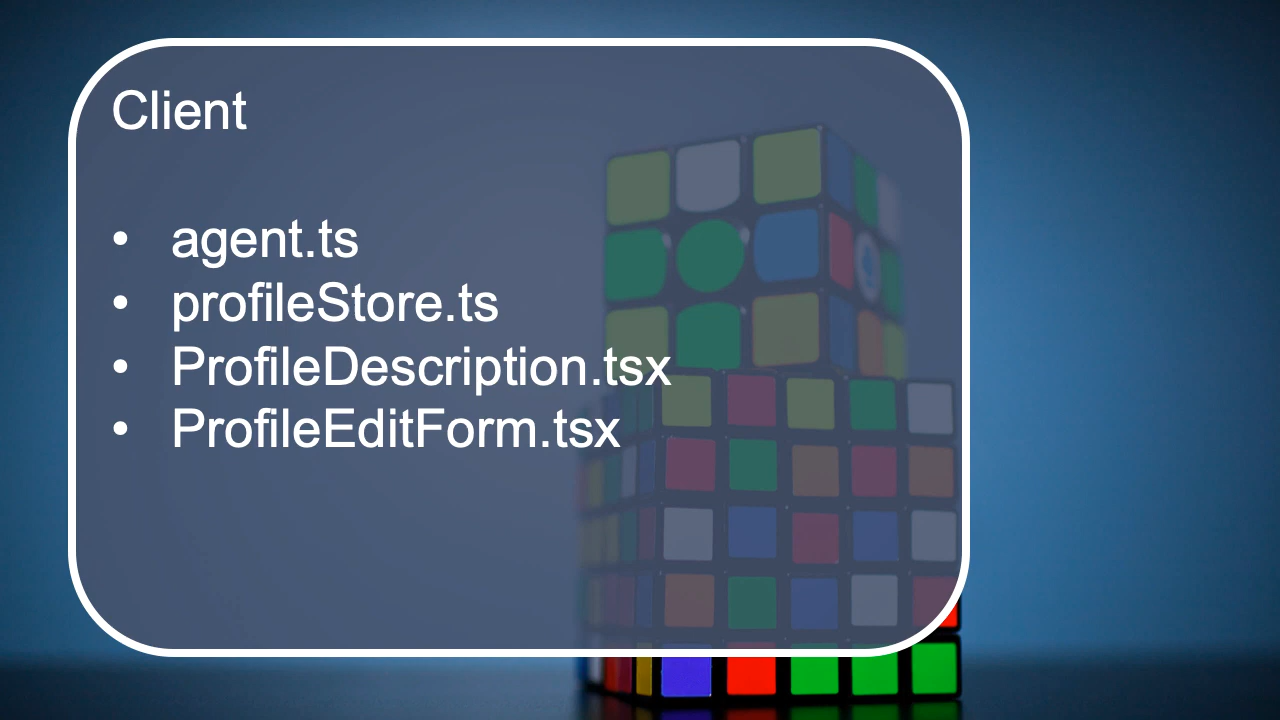 Client
• agent.ts
• profileStore.ts
• ProfileDescription.tsx
• ProfileEditForm.tsx